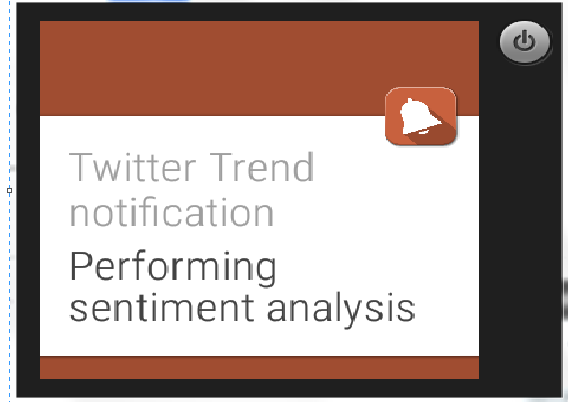 Twitter Trend
notification
Performing
sentiment analysis